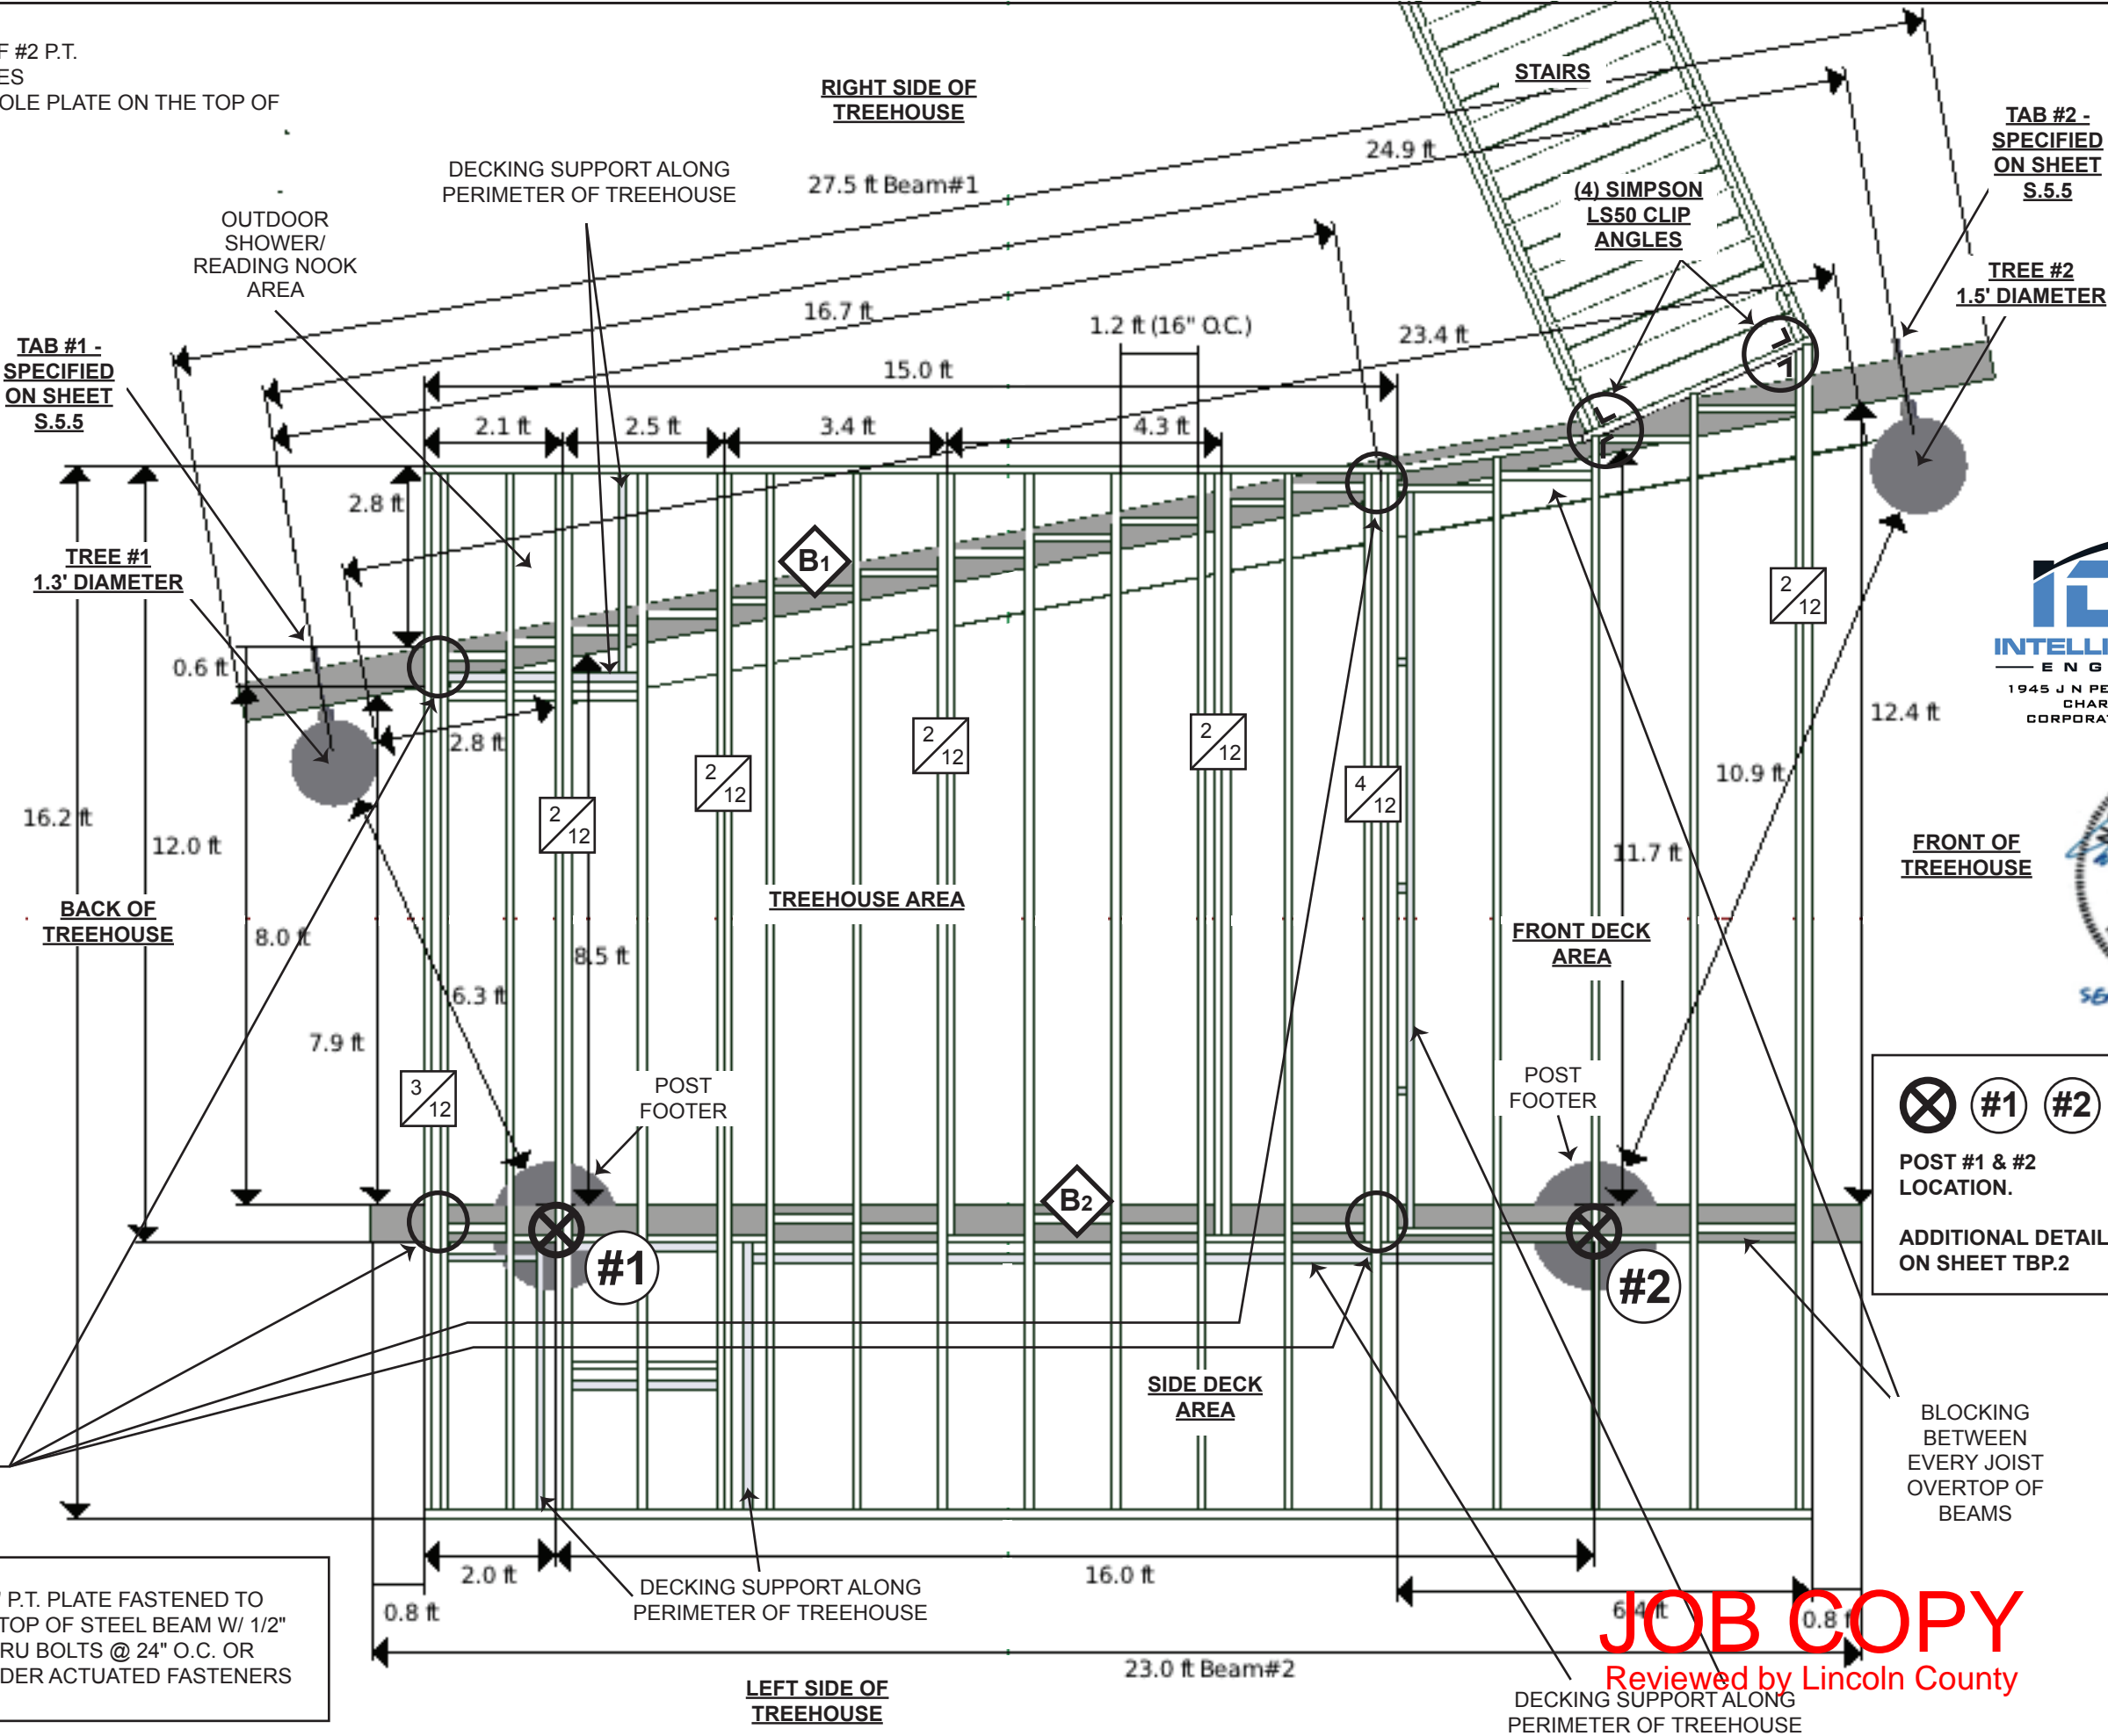 F #2 P.T.
ES
OLE PLATE ON THE TOP OF
RIGHT SIDE OF
TREEHOUSE
STAIRS
TAB #2 -
SPECIFIED
ON SHEET
S.5.5
24.9 ft
27.5 ft Beam#1
DECKING SUPPORT ALONG
PERIMETER OF TREEHOUSE
(4) SIMPSON
LS50 CLIP
ANGLES
OUTDOOR
SHOWER/
READING NOOK
AREA
TREE #2
1.5' DIAMETER
16.7 ft
1.2 ft (16" O.C.)
23.4 ft
TAB #1 -
SPECIFIED
ON SHEET
S.5.5
15.0 ft
2.1 ft
2.5 ft
3.4 ft
4.3 ft
2.8 ft
TREE #1
1.3' DIAMETER
B1
2/12
0.6 ft
INTELLI
ENG
1945 J N PE
CHAR
CORPORAT
12.4 ft
2.8 ft
2/12
2/12
2/12
2/12
4/12
10.9 ft
16.2 ft
12.0 ft
11.7 ft
FRONT OF
TREEHOUSE
TREEHOUSE AREA
BACK OF
TREEHOUSE
8.0 ft
8.5 ft
FRONT DECK
AREA
6.3 ft
7.9 ft
3/12
POST
FOOTER
POST
FOOTER
#1 #2
POST #1 & #2
LOCATION.
ADDITIONAL DETAIL
ON SHEET TBP.2
B2
#1
#2
SIDE DECK
AREA
BLOCKING
BETWEEN
EVERY JOIST
OVERTOP OF
BEAMS
2.0 ft
16.0 ft
DECKING SUPPORT ALONG
PERIMETER OF TREEHOUSE
0.8 ft
6.4 ft
0.8 f
" P.T. PLATE FASTENED TO
TOP OF STEEL BEAM W/ 1/2"
RU BOLTS @ 24" O.C. OR
DER ACTUATED FASTENERS
JOB COPY
Reviewed by Lincoln County
23.0 ft Beam#2
LEFT SIDE OF
TREEHOUSE
DECKING SUPPORT ALONG
PERIMETER OF TREEHOUSE